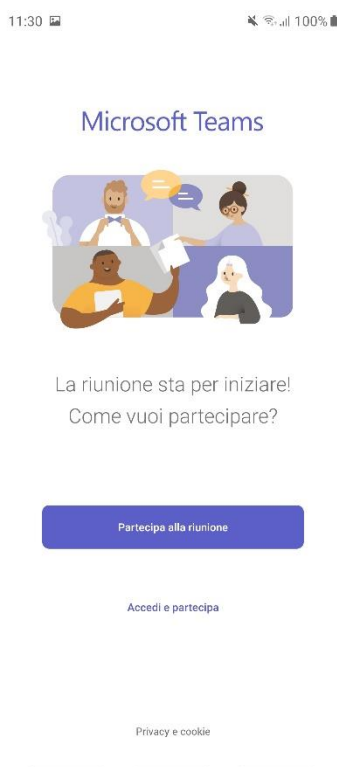 11:30
100%
Microsoft Teams
La riunione sta per iniziare!
Come vuoi partecipare?
Partecipa alla riunione
Accedi e partecipa
Privacy e cookie